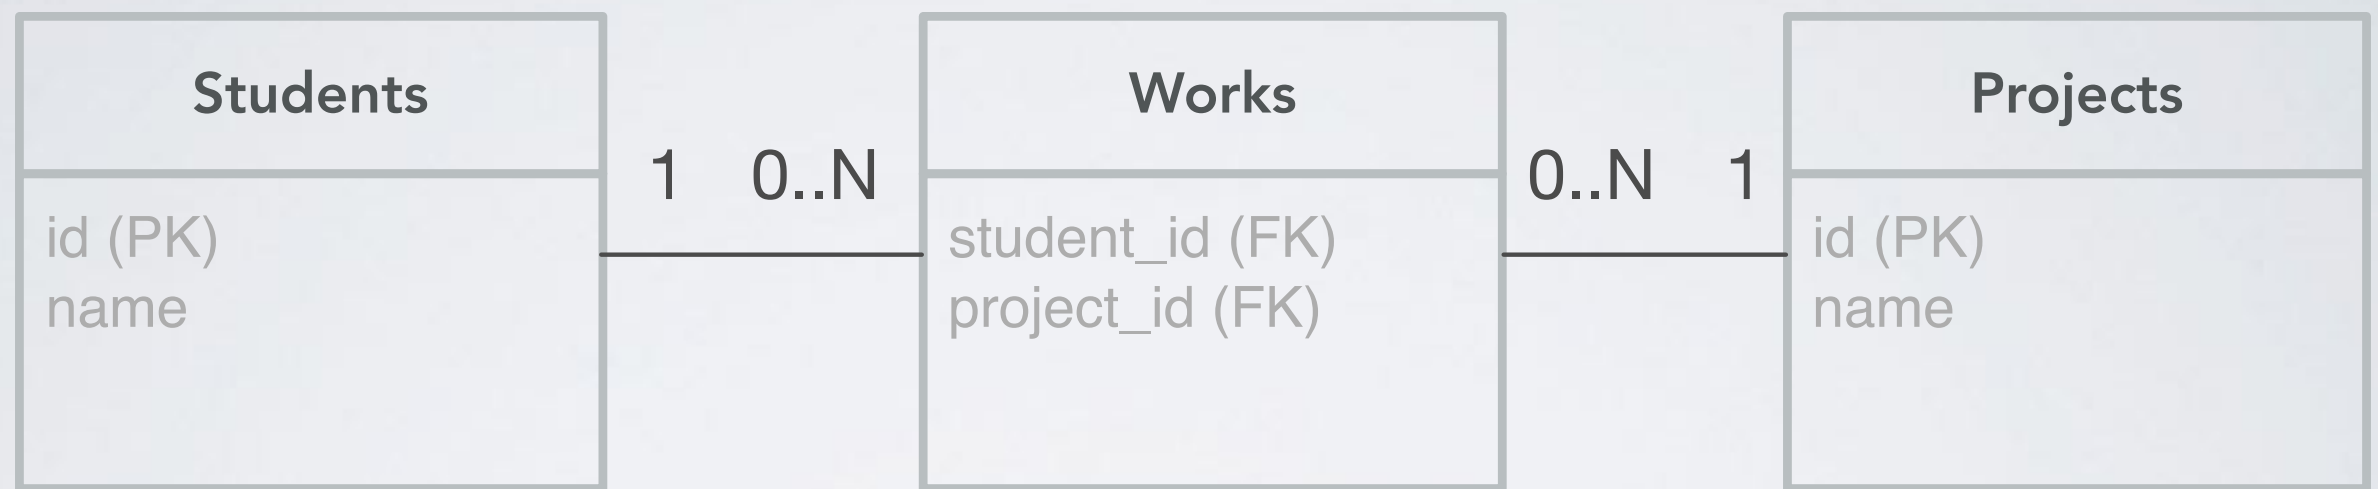 Students
1 0..N
id (PK)
name
Works
student_id (FK)
project_id (FK)
0..N 1
Projects
id (PK)
name